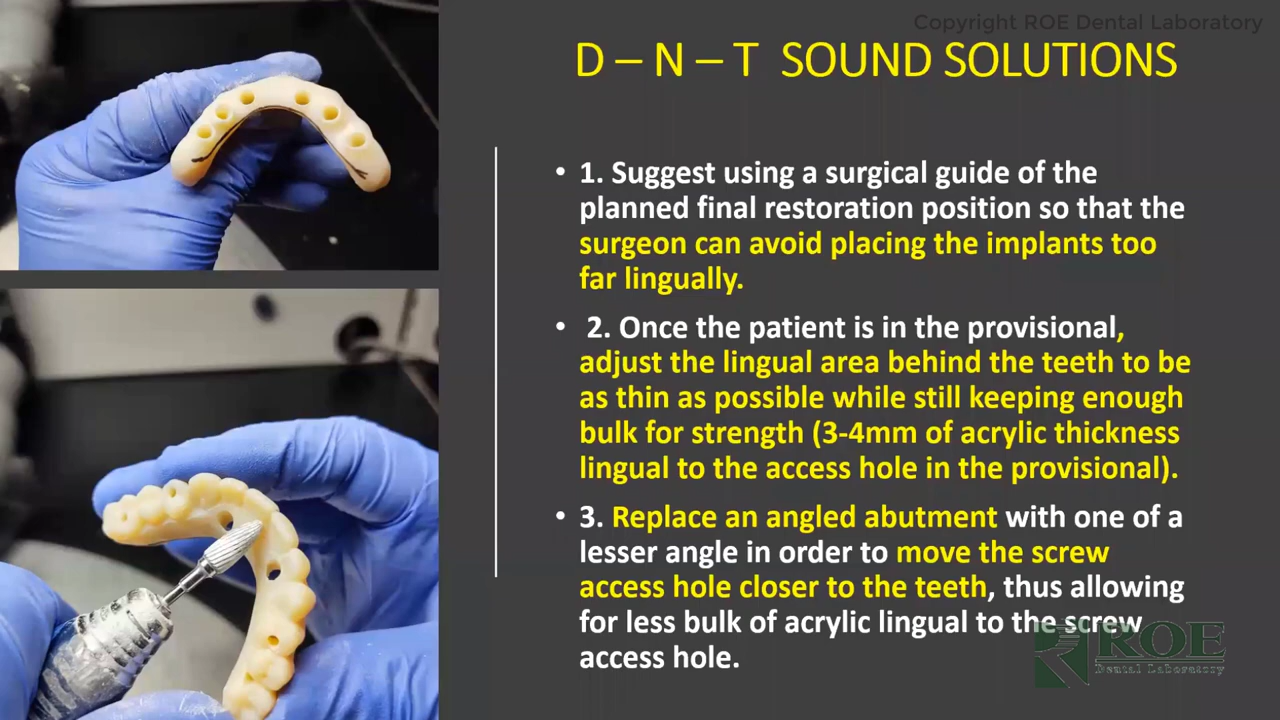 Copyright ROE Dental Laboratory
D – N – T SOUND SOLUTIONS
• 1. Suggest using a surgical guide of the
planned final restoration position so that the
surgeon can avoid placing the implants too
far lingually.
• 2. Once the patient is in the provisional,
adjust the lingual area behind the teeth to be
as thin as possible while still keeping enough
bulk for strength (3-4mm of acrylic thickness
lingual to the access hole in the provisional).
• 3. Replace an angled abutment with one of a
lesser angle in order to move the screw
access hole closer to the teeth, thus allowing
for less bulk of acrylic lingual to the screw
access hole.
ROE
Dental Laboratory